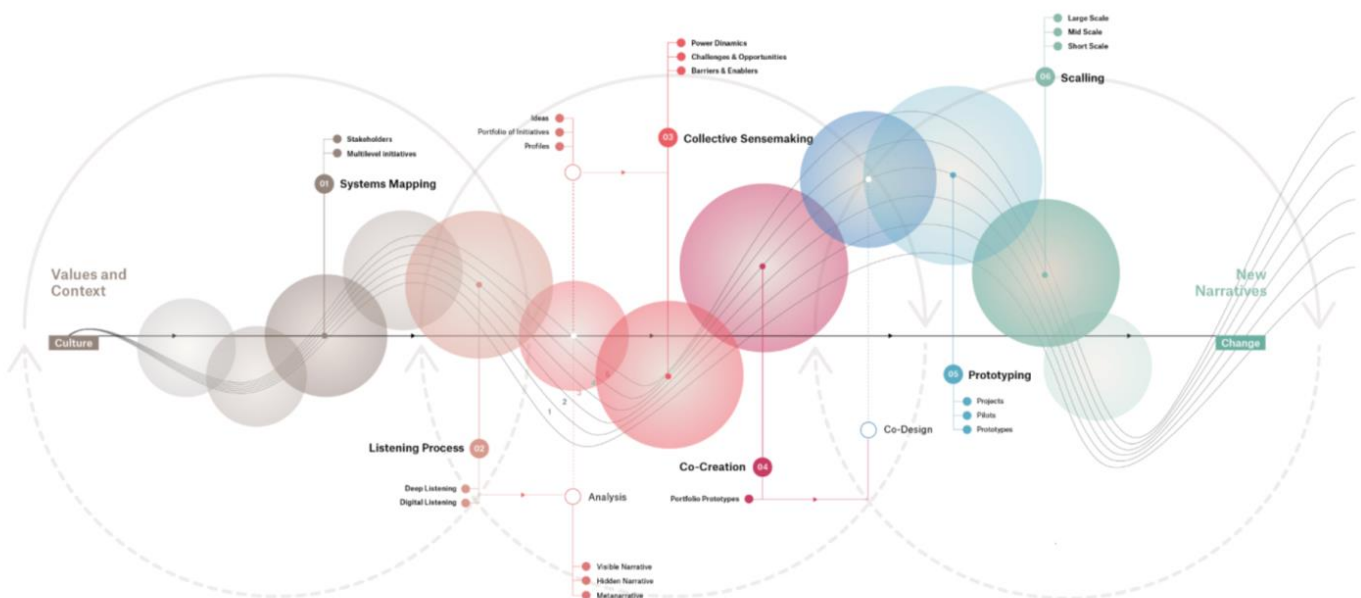 Large Scale
Mid Scale
Short Scale
06 Scalling
Power Dinamics
Challenges & Opportunities
Barriers & Enablers
03 Collective Sensemaking
Ideas
Portfolio of Initiatives
Profiles
Stakeholders
Multilevel initiatives
01 Systems Mapping
Values and
Context
Culture
New
Narratives
Change
1 2 3 4 5
05 Prototyping
Projects
Pilots
Prototypes
Co-Design
Listening Process 02
Deep Listening
Digital Listening
Co-Creation 04
Portfolio Prototypes
Analysis
Visible Narrative
Hidden Narrative
Metanarrative